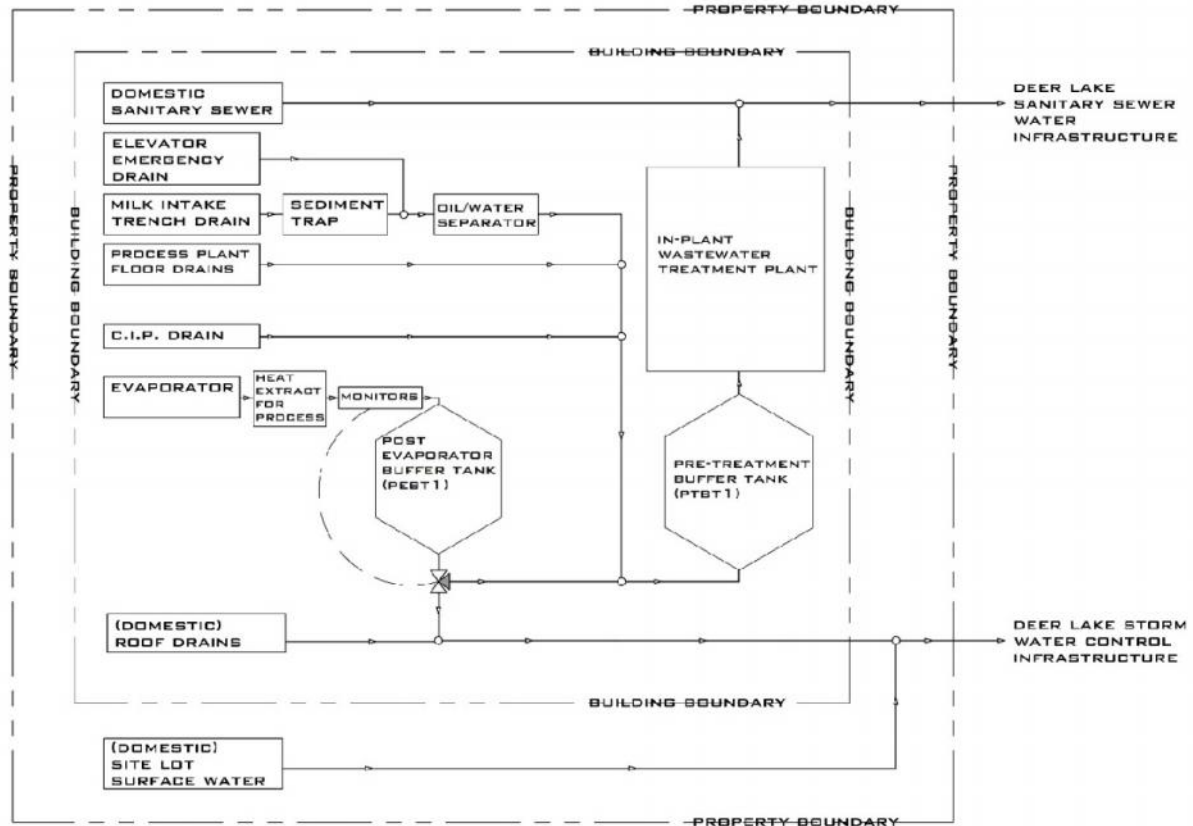 PROPERTY BOUNDARY
BUILDING BOUNDARY
DOMESTIC
SANITARY SEWER
DEER LAKE
SANITARY SEWER
WATER
INFRASTRUCTURE
ELEVATOR
EMERGENCY
DRAIN
MILK INTAKE
TRENCH DRAIN
SEDIMENT
TRAP
OIL/WATER
SEPARATOR
PROCESS PLANT
FLOOR DRAINS
IN-PLANT
WASTEWATER
TREATMENT PLANT
PROPERTY BOUNDARY
BUILDING BOUNDARY
BUILDING BOUNDARY
PROPERTY BOUNDARY
C.I.P. DRAIN
EVAPORATOR
HEAT
EXTRACT
FOR
PROCESS
MONITORS
POST
EVAPORATOR
BUFFER TANK
(PEBT1)
PRE-TREATMENT
BUFFER TANK
(PTBT1)
(DOMESTIC)
ROOF DRAINS
DEER LAKE STORM
WATER CONTROL
INFRASTRUCTURE
BUILDING BOUNDARY
(DOMESTIC)
SITE LOT
SURFACE WATER
PROPERTY BOUNDARY